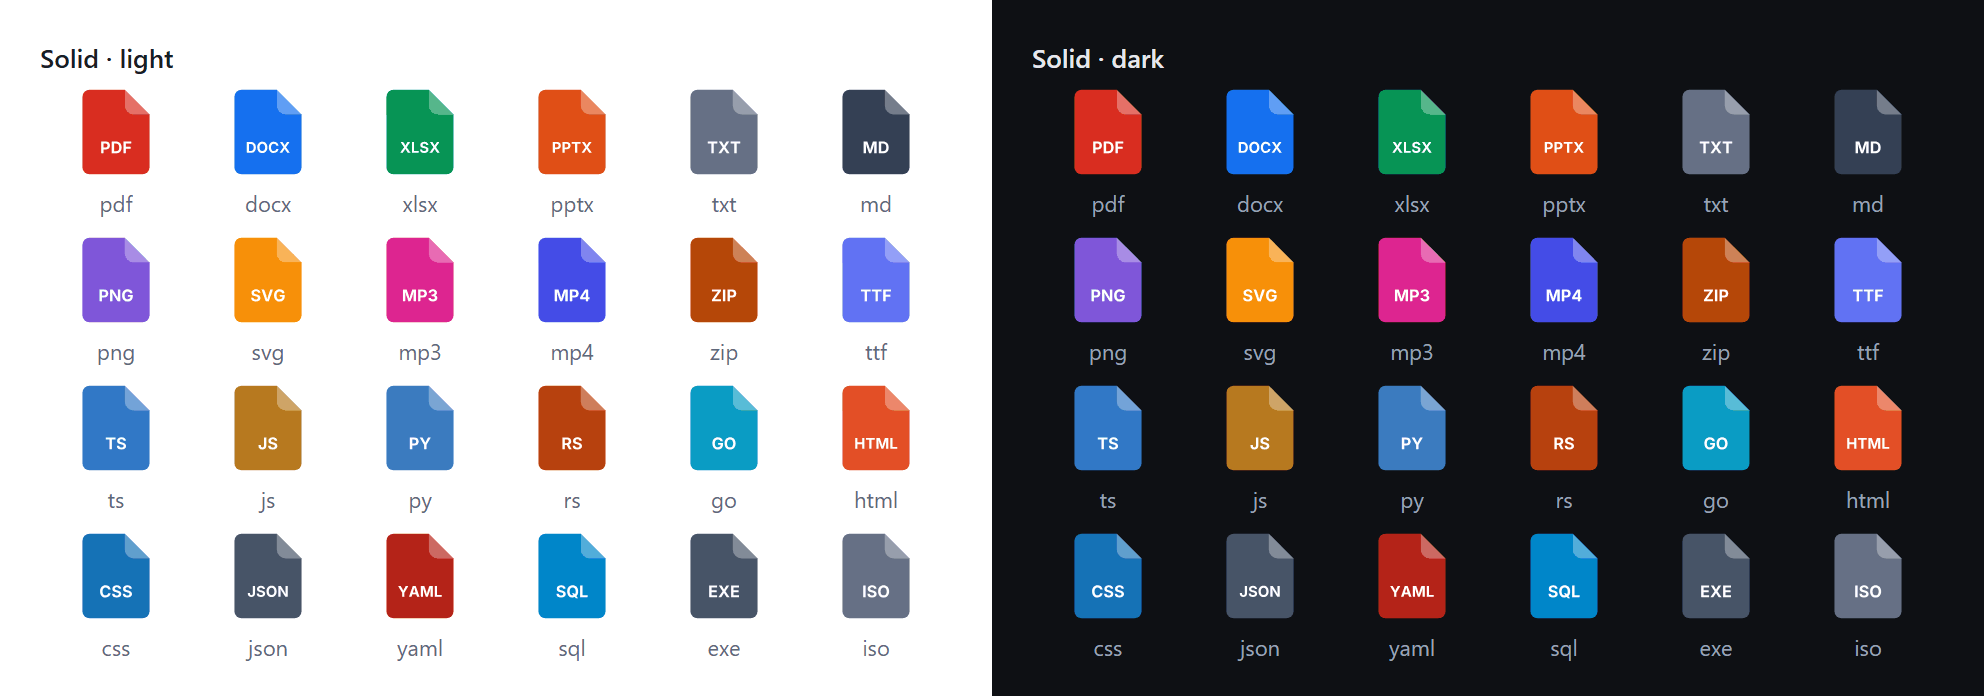 Solid · light
PDF DOCX XLSX PPTX TXT MD
pdf docx xlsx pptx txt md
PNG SVG MP3 MP4 ZIP TTF
png svg mp3 mp4 zip ttf
TS JS PY RS GO HTML
ts js py rs go html
CSS JSON YAML SQL EXE ISO
css json yaml sql exe iso
Solid · dark
PDF DOCX XLSX PPTX TXT MD
pdf docx xlsx pptx txt md
PNG SVG MP3 MP4 ZIP TTF
png svg mp3 mp4 zip ttf
TS JS PY RS GO HTML
ts js py rs go html
CSS JSON YAML SQL EXE ISO
css json yaml sql exe iso